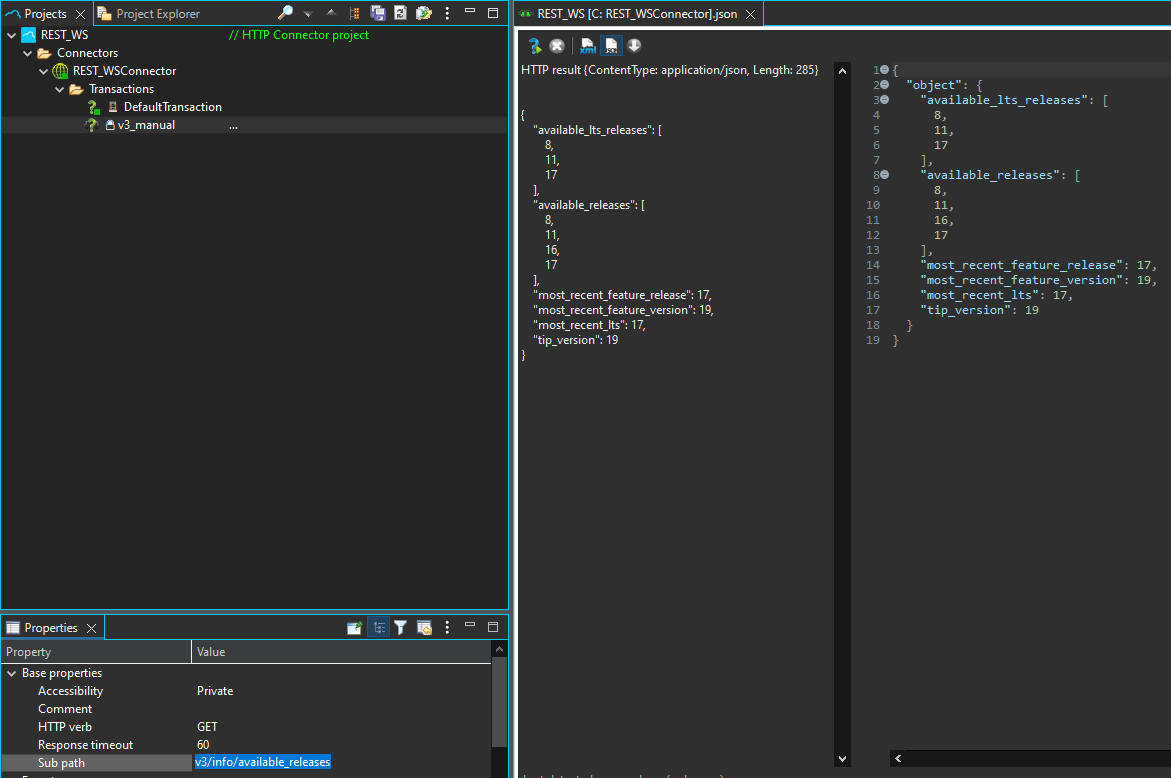 Projects
Project Explorer
REST_WS // HTTP Connector project
Connectors
REST_WSConnector
Transactions
DefaultTransaction
v3_manual ...
Properties
Property Value
Base properties
Accessibility Private
Comment
HTTP verb GET
Response timeout 60
Sub path v3/info/available_releases
REST_WS [C: REST_WSConnector].json
xml
HTTP result {ContentType: application/json, Length: 285}
{
"available_lts_releases": [
8,
11,
17
],
"available_releases": [
8,
11,
16,
17
],
"most_recent_feature_release": 17,
"most_recent_feature_version": 19,
"most_recent_lts": 17,
"tip_version": 19
}
1 {
2 "object": {
3 "available_lts_releases": [
4 8,
5 11,
6 17
7 ],
8 "available_releases": [
9 8,
10 11,
11 16,
12 17
13 ],
14 "most_recent_feature_release": 17,
15 "most_recent_feature_version": 19,
16 "most_recent_lts": 17,
17 "tip_version": 19
18 }
19 }